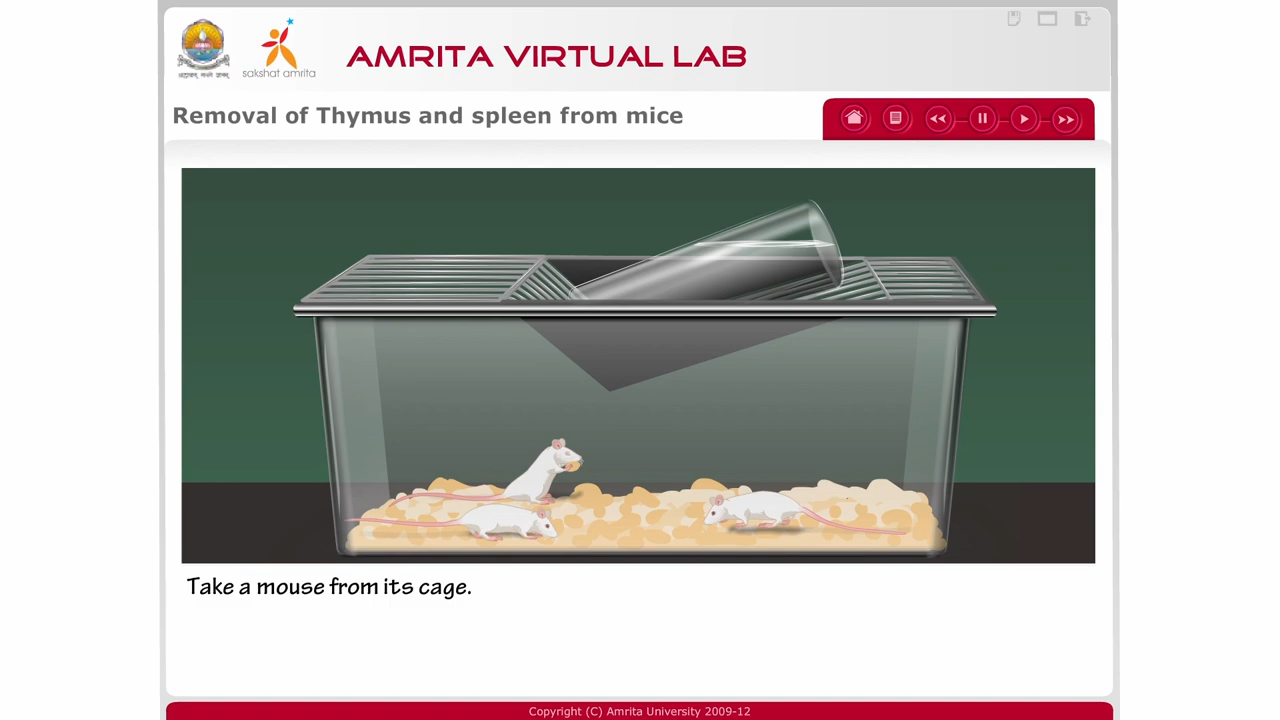 sakshat amrita
AMRITA VIRTUAL LAB
Removal of Thymus and spleen from mice
Take a mouse from its cage.
Copyright (C) Amrita University 2009-12